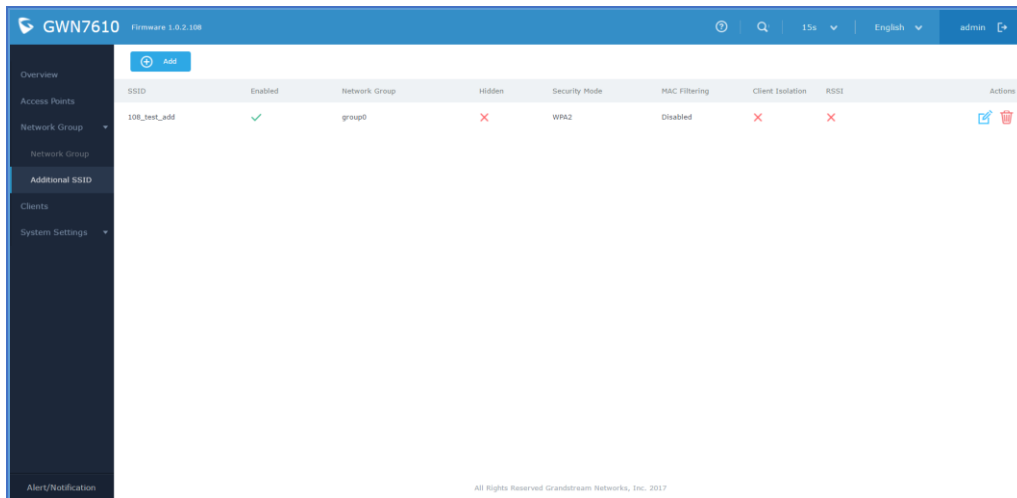 GWN7610 Firmware 1.0.2.108 15s English admin
Add
Overview
Access Points
Network Group
Network Group
Additional SSID
Clients
System Settings
Alert/Notification
SSID Enabled Network Group Hidden Security Mode MAC Filtering Client Isolation RSSI Actions
108_test_add group0 WPA2 Disabled
All Rights Reserved Grandstream Networks, Inc. 2017